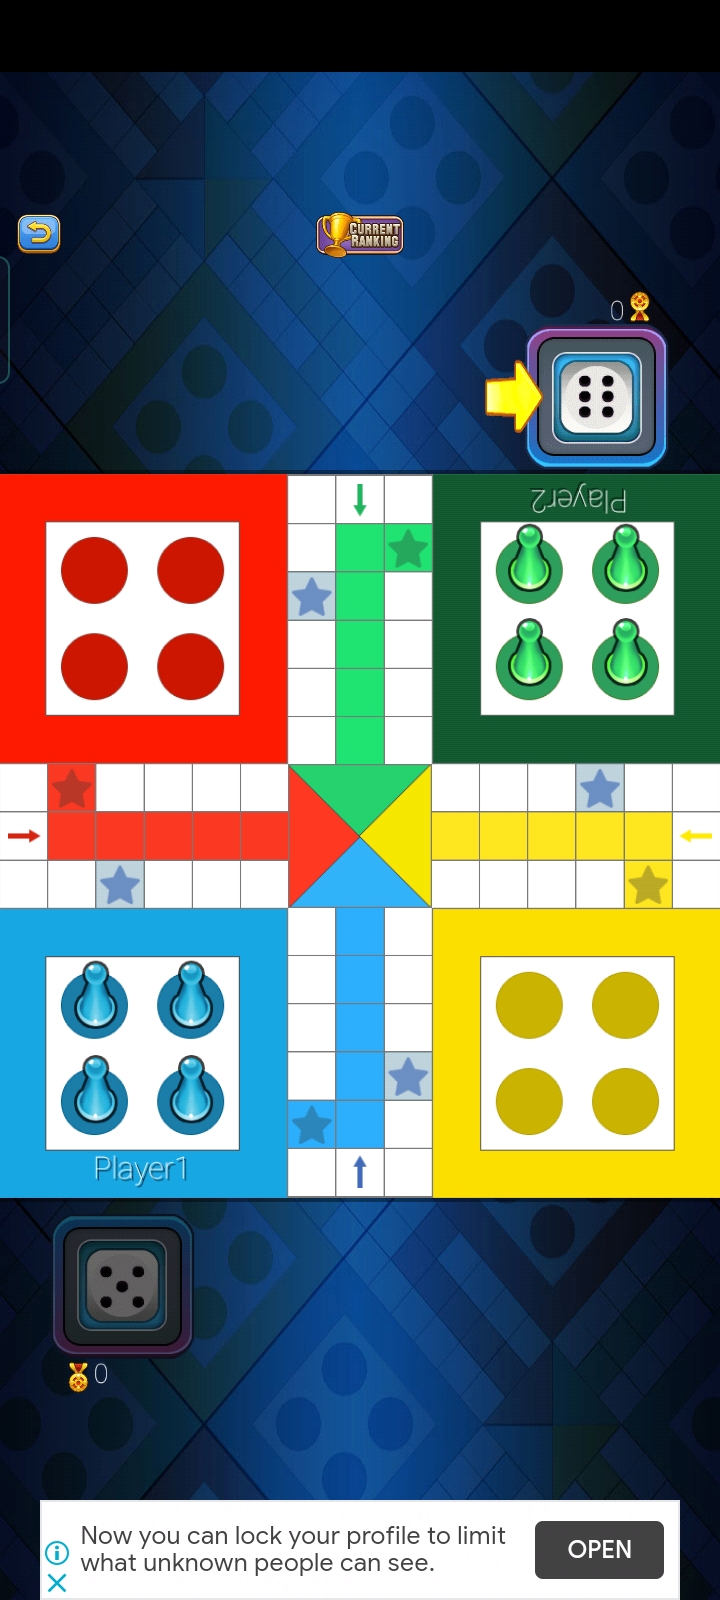 CURRENT
RANKING
0
Player2
Player1
0
Now you can lock your profile to limit
what unknown people can see.
OPEN